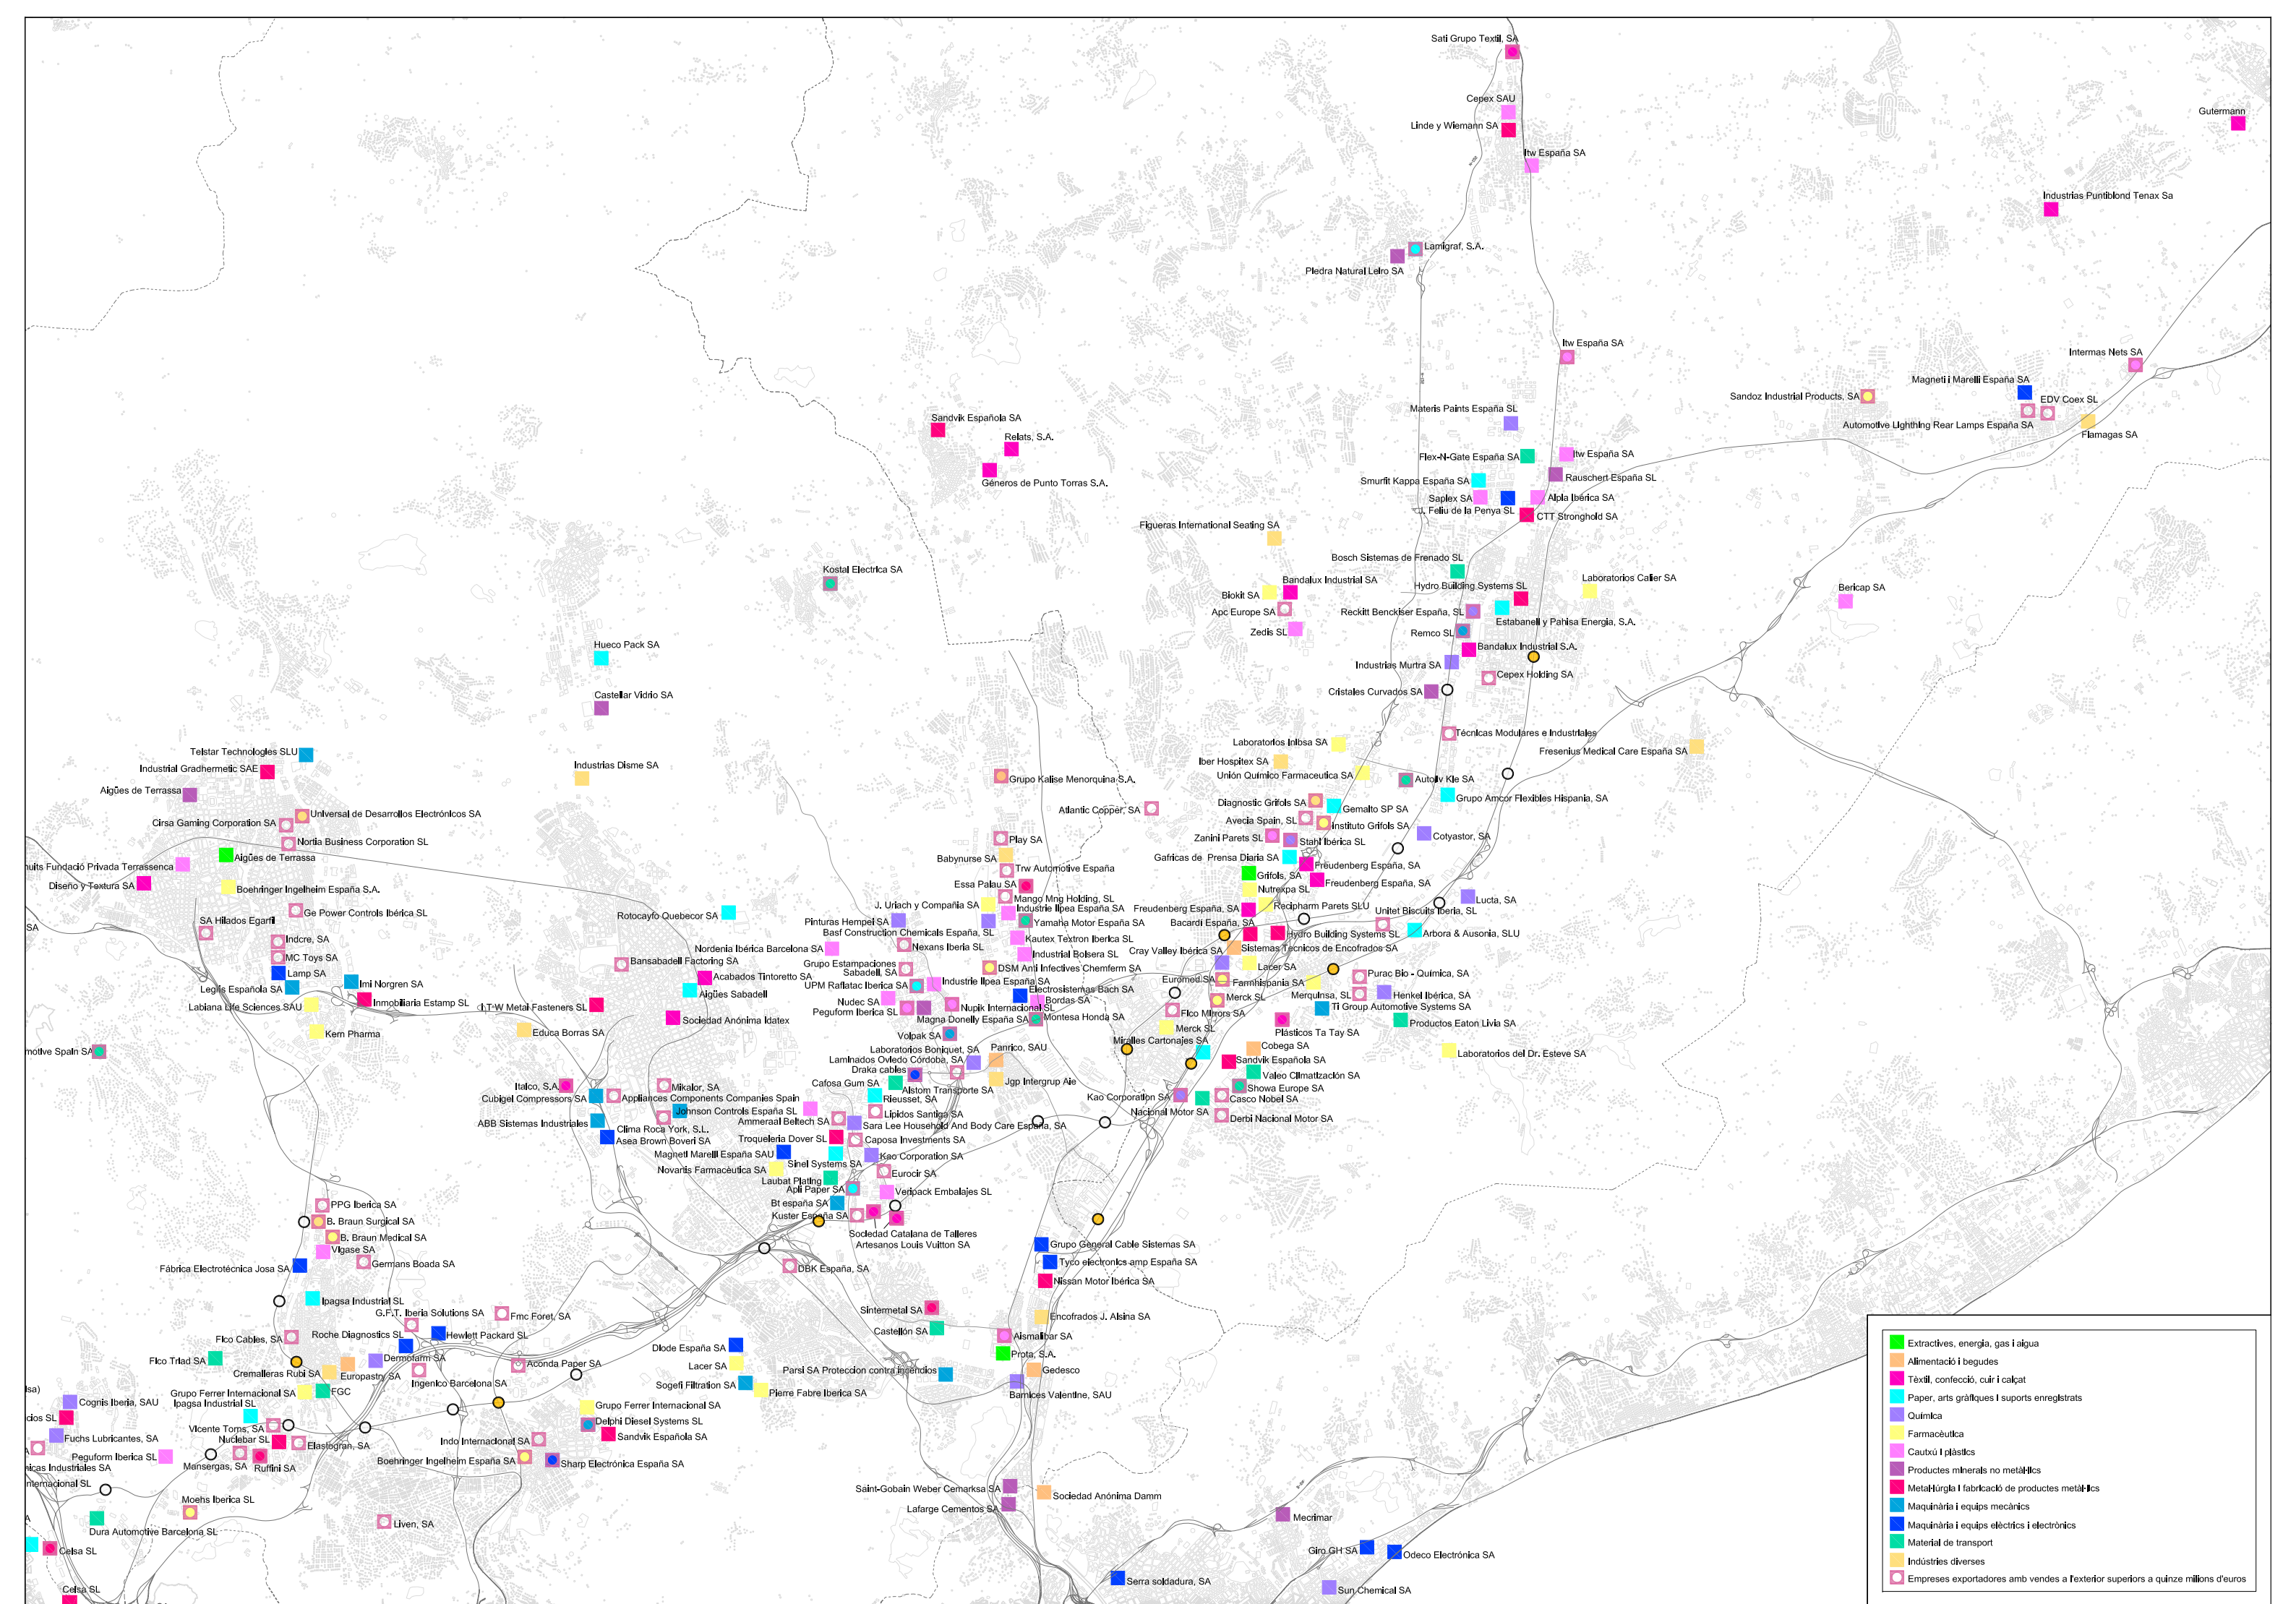 Sati Grupo Textil, SA
Cepex SAU
Linde y Wiemann SA
Itw España SA
Gutermann
Industrias Puntiblond Tenax Sa
Lamigraf, S.A.
Piedra Natural Leiro SA
Itw España SA
Intermas Nets SA
Magneti i Marelli España SA
Sandoz Industrial Products, SA
EDV Coex SL
Automotive Lighthing Rear Lamps España SA
Flamagas SA
Materis Paints España SL
Sandvik Española SA
Relats, S.A.
Géneros de Punto Torras S.A.
Flex-N-Gate España SA
Itw España SA
Rauschert España SL
Smurfit Kappa España SA
Saplex SA
Alpla Ibérica SA
J. Feliu de la Penya SL
CTT Stronghold SA
Figueras International Seating SA
Bosch Sistemas de Frenado SL
Kostal Electrica SA
Bandalux Industrial SA
Biokit SA
Apc Europe SA
Zedis SL
Hydro Building Systems SL
Laboratorios Calier SA
Bericap SA
Reckitt Benckiser España, SL
Estabanell y Pahisa Energia, S.A.
Remco SL
Bandalux Industrial S.A.
Industrias Murtra SA
Cepex Holding SA
Cristales Curvados SA
Hueco Pack SA
Castellar Vidrio SA
Técnicas Modulares e Industriales
Laboratorios Inibsa SA
Fresenius Medical Care España SA
Telstar Technologies SLU
Industrial Gradhermetic SAE
Industrias Disme SA
Iber Hospitex SA
Unión Químico Farmaceutica SA
Autoliv Kle SA
Grupo Kalise Menorquina S.A.
Aigües de Terrassa
Grupo Amcor Flexibles Hispania, SA
Diagnostic Grifols SA
Gemalto SP SA
Atlantic Copper, SA
Universal de Desarrollos Electrónicos SA
Cirsa Gaming Corporation SA
Avecia Spain, SL
Instituto Grifols SA
Zanini Parets SL
Stahl Ibérica SL
Cotyastor, SA
Nortia Business Corporation SL
Play SA
Babynurse SA
Gafricas de Prensa Diaria SA
Freudenberg España, SA
Aigües de Terrassa
nuits Fundació Privada Terrassenca
Trw Automotive España
Grifols, SA
Freudenberg España, SA
Diseño y Textura SA
Boehringer Ingelheim España S.A.
Essa Palau SA
Nutrexpa SL
Mango Mng Holding, SL
Lucta, SA
J. Uriach y Compañia SA
Industrie Ilpea España SA
Freudenberg España, SA
Recipharm Parets SLU
Ge Power Controls Ibérica SL
Rotocayfo Quebecor SA
Pinturas Hempel SA
Yamaha Motor España SA
Bacardi España, SA
Unitet Biscuits Iberia, SL
SA Hilados Egarfil
SA
Basf Construction Chemicals España, SL
Kautex Textron Iberica SL
Hydro Building Systems SL
Arbora & Ausonia, SLU
Indcre, SA
Nordenia Ibérica Barcelona SA
Nexans Iberia SL
Industrial Bolsera SL
Cray Valley Ibérica SA
Sistemas Tecnicos de Encofrados SA
MC Toys SA
Bansabadell Factoring SA
Grupo Estampaciones
Sabadell, SA
DSM Anti Infectives Chemferm SA
Lacer SA
Purac Bio - Química, SA
Lamp SA
Acabados Tintoretto SA
UPM Raflatac Iberica SA
Industrie Ilpea España SA
Euromed SA
Farmhispania SA
Legris Española SA
Imi Norgren SA
Aigües Sabadell
Electrosistemas Bach SA
Merck SL
Merquinsa, SL
Henkel Ibérica, SA
Inmobiliaria Estamp SL
Labiana Life Sciences SAU
I.T-W Metal Fasteners SL
Nudec SA
Bordas SA
Nupik Internacional SL
Peguform Iberica SL
Fico Mirrors SA
Ti Group Automotive Systems SA
Sociedad Anónima Idatex
Magna Donelly España SA
Montesa Honda SA
Merck SL
Plásticos Ta Tay SA
Productos Eaton Livia SA
Kern Pharma
Educa Borras SA
Volpak SA
Miralles Cartonajes SA
Cobega SA
motive Spain SA
Laboratorios Boniquet, SA
Panrico, SAU
Laboratorios del Dr. Esteve SA
Laminados Oviedo Córdoba, SA
Sandvik Española SA
Draka cables
Valeo Climatización SA
Italco, S.A.
Mikalor, SA
Cafosa Gum SA
Alstom Transporte SA
Jgp Intergrup Aie
Showa Europe SA
Cubigel Compressors SA
Appliances Components Companies Spain
Rieusset, SA
Kao Corporation SA
Casco Nobel SA
Johnson Controls España SL
Lipidos Santiga SA
Nacional Motor SA
Derbi Nacional Motor SA
ABB Sistemas Industriales
Ammeraal Beltech SA
Sara Lee Household And Body Care España, SA
Clima Roca York, S.L.
Asea Brown Boveri SA
Troqueleria Dover SL
Caposa Investments SA
Magneti Marelli España SAU
Kao Corporation SA
Sinel Systems SA
Novartis Farmacèutica SA
Eurocir SA
Laubat Plating
Apli Paper SA
Veripack Embalajes SL
Bt españa SA
Kuster España SA
PPG Iberica SA
B. Braun Surgical SA
Sociedad Catalana de Talleres
Artesanos Louis Vuitton SA
B. Braun Medical SA
Vigase SA
Grupo General Cable Sistemas SA
Fábrica Electrotécnica Josa SA
Germans Boada SA
DBK España, SA
Tyco electronics amp España SA
Nissan Motor Ibérica SA
Ipagsa Industrial SL
G.F.T. Iberia Solutions SA
Fmc Foret, SA
Sintermetal SA
Encofrados J. Alsina SA
Fico Cables, SA
Roche Diagnostics SL
Hewlett Packard SL
Castellón SA
Aismalibar SA
Diode España SA
Prota, S.A.
Fico Triad SA
Dermofarm SA
Aconda Paper SA
Lacer SA
Parsi SA Proteccion contra incendios
Gedesco
Cremalleras Rubi SA
Europastry SA
Ingenico Barcelona SA
Sogefi Filtration SA
Pierre Fabre Iberica SA
Barnices Valentine, SAU
Grupo Ferrer Internacional SA
FGC
Ipagsa Industrial SL
Grupo Ferrer Internacional SA
lsa)
Cognis Iberia, SAU
cios SL
Delphi Diesel Systems SL
Vicente Torns, SA
Sandvik Española SA
Fuchs Lubricantes, SA
Nuclebar SL
Elastogran, SA
Indo Internacional SA
A
Peguform Iberica SL
Mansergas, SA
Ruffini SA
Boehringer Ingelheim España SA
Sharp Electrónica España SA
nicas Industriales SA
nternacional SL
Saint-Gobain Weber Cemarksa SA
Sociedad Anónima Damm
Moehs Iberica SL
Lafarge Cementos SA
Mecrimar
A
Dura Automotive Barcelona SL
Liven, SA
Celsa SL
Giro GH SA
Odeco Electrónica SA
Celsa SL
Serra soldadura, SA
Sun Chemical SA
Extractives, energia, gas i aigua
Alimentació i begudes
Tèxtil, confecció, cuir i calçat
Paper, arts gràfiques i suports enregistrats
Química
Farmacèutica
Cautxú i plàstics
Productes minerals no metàl·lics
Metal·lúrgia i fabricació de productes metàl·lics
Maquinària i equips mecànics
Maquinària i equips elèctrics i electrònics
Material de transport
Indústries diverses
Empreses exportadores amb vendes a l'exterior superiors a quinze milions d'euros